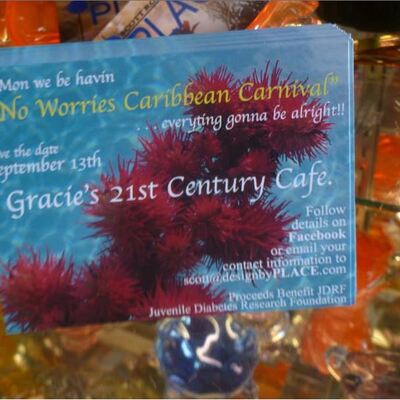 PLACE
Mon we be havin
No Worries Caribbean Carnival"
. . . everyting gonna be alright!!
ve the date
eptember 13th
Gracie's 21st Century Cafe.
Follow
details on
Facebook
or email your
contact information to
scott@designbyPLACE.com
Proceeds Benefit JDRF
Juvenile Diabetes Research Foundation